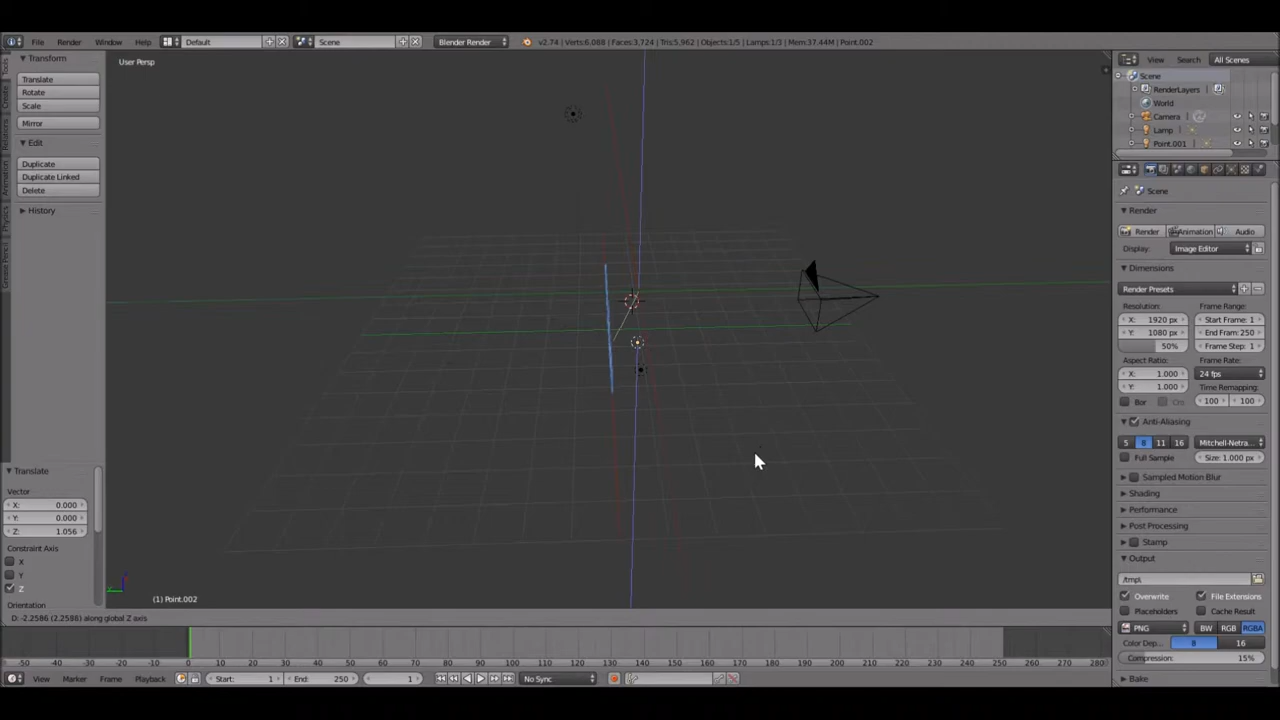 File Render Window Help Default Scene Blender Render v2.74 | Verts:6,088 | Faces:3,724 | Tris:5,962 | Objects:1/5 | Lamps:1/3 | Mem:37.44M | Point.002
Transform
Translate
Rotate
Scale
Mirror
Edit
Duplicate
Duplicate Linked
Delete
History
Tools
Create
Relations
Animation
Physics
Grease Pencil
Translate
Vector
X: 0.000
Y: 0.000
Z: 1.056
Constraint Axis
X
Y
Z
Orientation
User Persp
(1) Point.002
D: -2.2586 (2.2586) along global Z axis
View Search All Scenes
Scene
RenderLayers
World
Camera
Lamp
Point.001
Scene
Render
Render Animation Audio
Display: Image Editor
Dimensions
Render Presets
Resolution: Frame Range:
X: 1920 px Start Frame: 1
Y: 1080 px End Fram: 250
50% Frame Step: 1
Aspect Ratio: Frame Rate:
X: 1.000 24 fps
Y: 1.000 Time Remapping:
Bor Cro 100 100
Anti-Aliasing
5 8 11 16 Mitchell-Netra...
Full Sample Size: 1.000 px
Sampled Motion Blur
Shading
Performance
Post Processing
Stamp
Output
/tmp\
Overwrite File Extensions
Placeholders Cache Result
PNG BW RGB RGBA
Color Dep... 8 16
Compression: 15%
Bake
-50 -40 -30 -20 -10 0 10 20 30 40 50 60 70 80 90 100 110 120 130 140 150 160 170 180 190 200 210 220 230 240 250 260 270 280
View Marker Frame Playback Start: 1 End: 250 1 No Sync